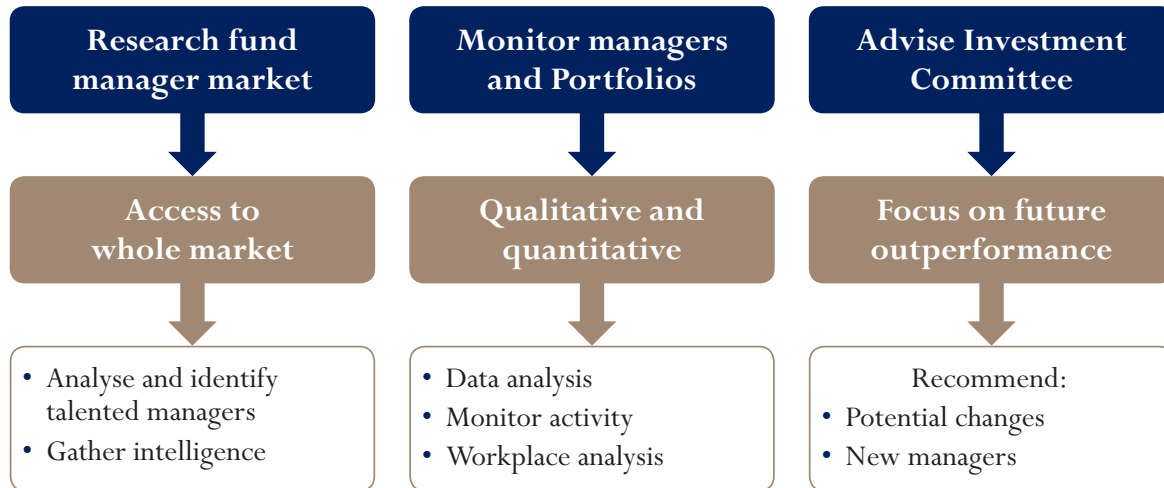 Research fund
manager market
Monitor managers
and Portfolios
Advise Investment
Committee
Access to
whole market
Qualitative and
quantitative
Focus on future
outperformance
• Analyse and identify
talented managers
• Gather intelligence
• Data analysis
• Monitor activity
• Workplace analysis
Recommend:
• Potential changes
• New managers